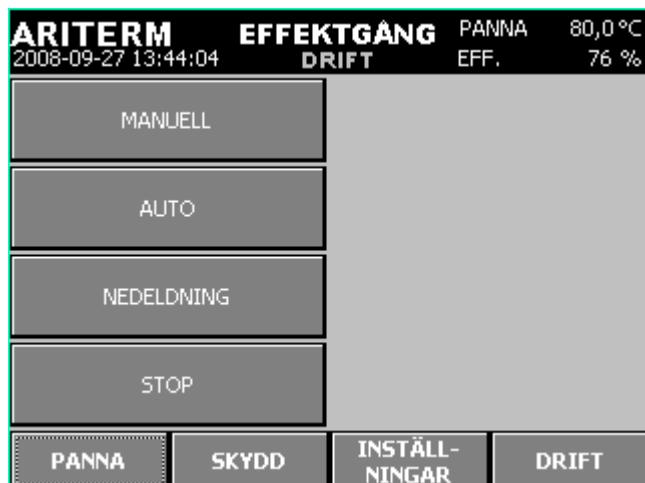 ARITERM EFFEKTGÅNG PANNA 80,0 °C
2008-09-27 13:44:04 DRIFT EFF. 76 %
MANUELL
AUTO
NEDELDNING
STOP
PANNA SKYDD INSTÄLL-
NINGAR DRIFT